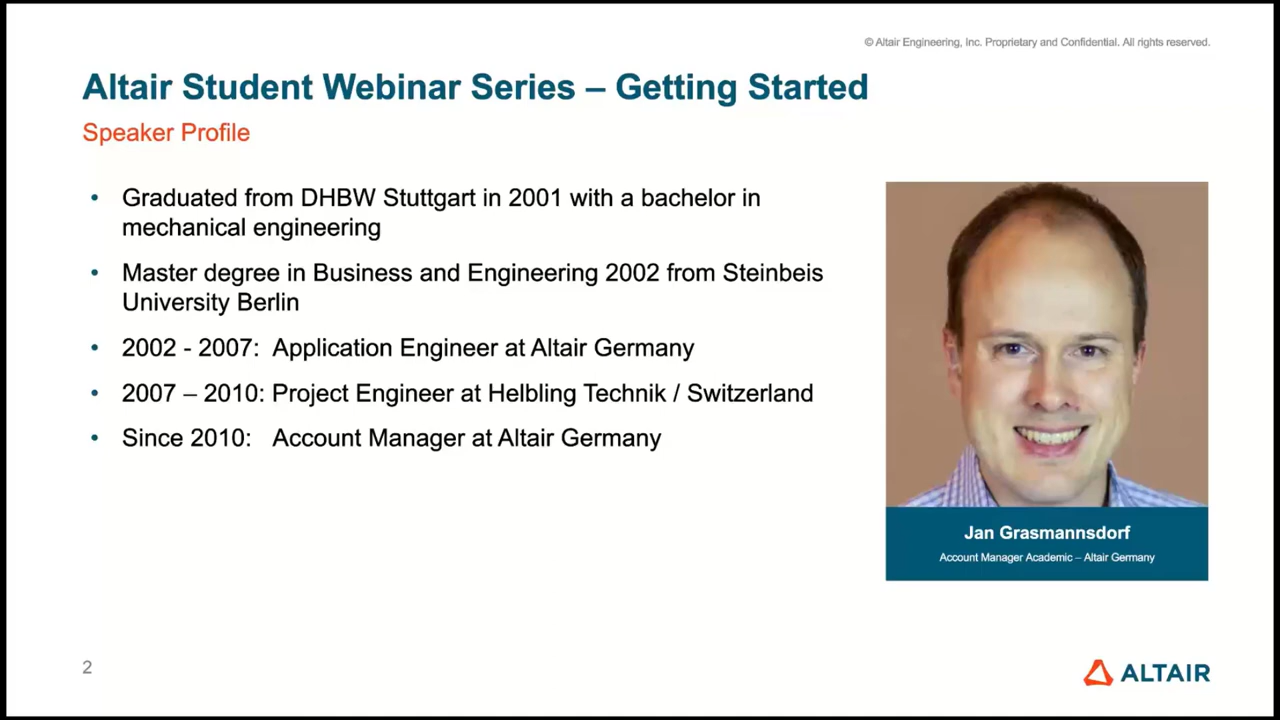 © Altair Engineering, Inc. Proprietary and Confidential. All rights reserved.
Altair Student Webinar Series – Getting Started
Speaker Profile
• Graduated from DHBW Stuttgart in 2001 with a bachelor in
mechanical engineering
• Master degree in Business and Engineering 2002 from Steinbeis
University Berlin
• 2002 - 2007: Application Engineer at Altair Germany
• 2007 – 2010: Project Engineer at Helbling Technik / Switzerland
• Since 2010: Account Manager at Altair Germany
Jan Grasmannsdorf
Account Manager Academic – Altair Germany
2
ALTAIR